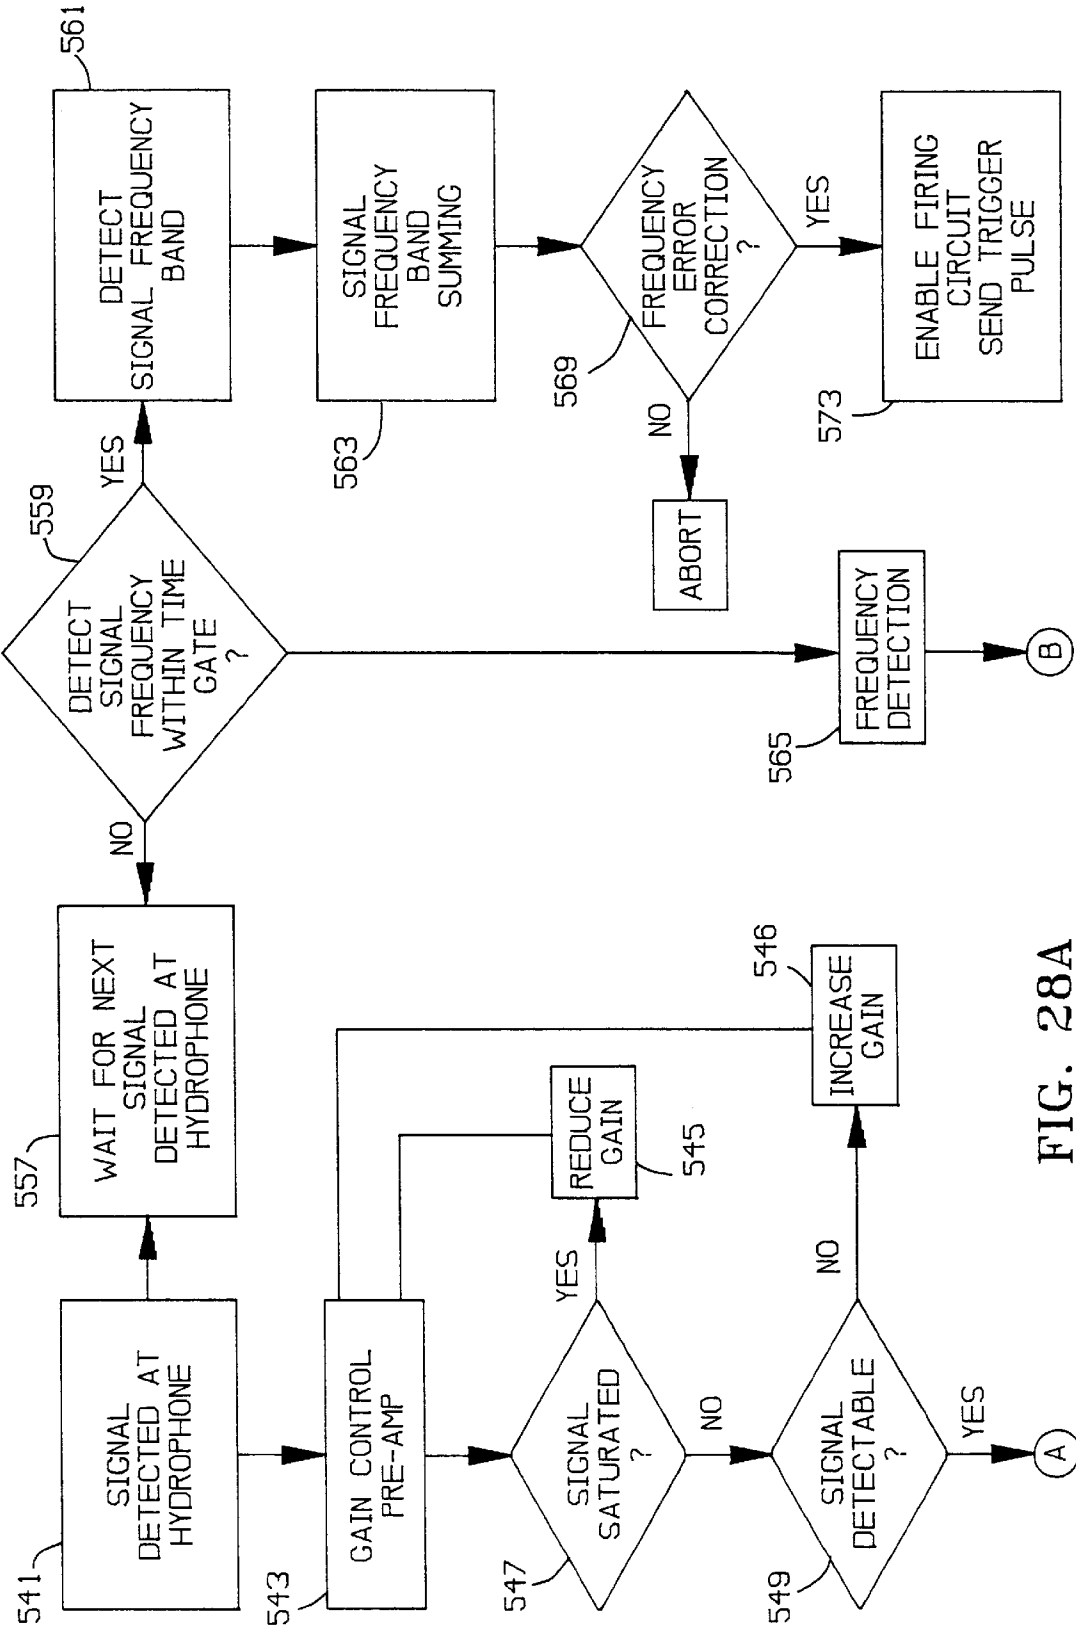 541
SIGNAL
DETECTED AT
HYDROPHONE
543
GAIN CONTROL
PRE-AMP
547
SIGNAL
SATURATED
?
YES
NO
REDUCE
GAIN
545
549
SIGNAL
DETECTABLE
?
NO
YES
INCREASE
GAIN
546
A
557
WAIT FOR NEXT
SIGNAL
DETECTED AT
HYDROPHONE
NO
559
DETECT
SIGNAL
FREQUENCY
WITHIN TIME
GATE
?
YES
565
FREQUENCY
DETECTION
B
561
DETECT
SIGNAL FREQUENCY
BAND
563
SIGNAL
FREQUENCY
BAND
SUMMING
569
FREQUENCY
ERROR
CORRECTION
?
NO
ABORT
YES
573
ENABLE FIRING
CIRCUIT
SEND TRIGGER
PULSE
FIG. 28A